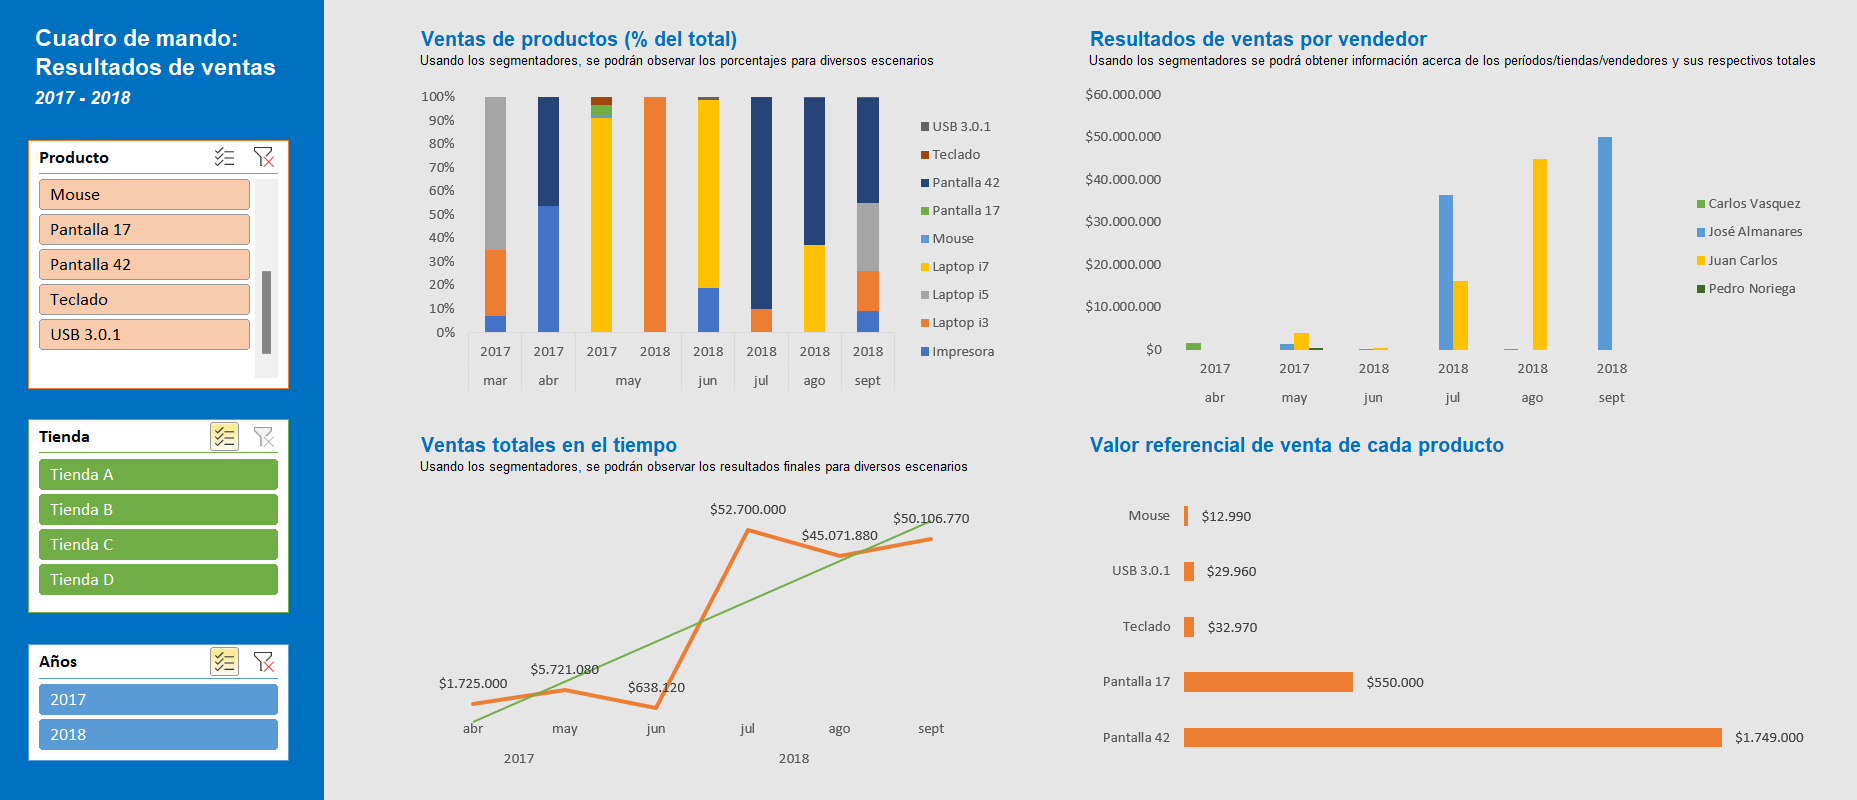 Cuadro de mando:
Resultados de ventas
2017 - 2018
Producto
Mouse
Pantalla 17
Pantalla 42
Teclado
USB 3.0.1
Tienda
Tienda A
Tienda B
Tienda C
Tienda D
Años
2017
2018
Ventas de productos (% del total)
Usando los segmentadores, se podrán observar los porcentajes para diversos escenarios
100%
90%
80%
70%
60%
50%
40%
30%
20%
10%
0%
2017 2017 2017 2018 2018 2018 2018 2018
mar abr may jun jul ago sept
USB 3.0.1
Teclado
Pantalla 42
Pantalla 17
Mouse
Laptop i7
Laptop i5
Laptop i3
Impresora
Resultados de ventas por vendedor
Usando los segmentadores se podrá obtener información acerca de los períodos/tiendas/vendedores y sus respectivos totales
$60.000.000
$50.000.000
$40.000.000
$30.000.000
$20.000.000
$10.000.000
$0
2017 2017 2018 2018 2018 2018
abr may jun jul ago sept
Carlos Vasquez
José Almanares
Juan Carlos
Pedro Noriega
Ventas totales en el tiempo
Usando los segmentadores, se podrán observar los resultados finales para diversos escenarios
$1.725.000
$5.721.080
$638.120
$52.700.000
$45.071.880
$50.106.770
abr may jun jul ago sept
2017 2018
Valor referencial de venta de cada producto
Mouse $12.990
USB 3.0.1 $29.960
Teclado $32.970
Pantalla 17 $550.000
Pantalla 42 $1.749.000